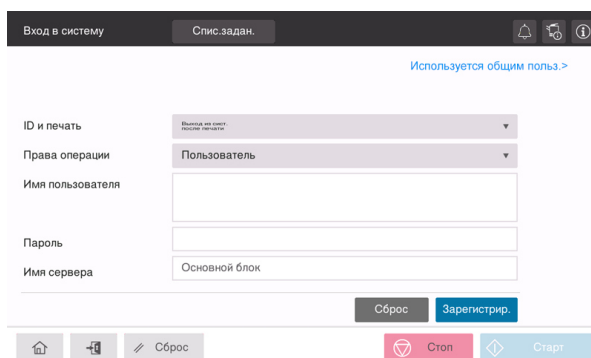 Вход в систему
Спис.задан.
Используется общим польз.>
ID и печать
Выход из сист.
после печати
Права операции
Пользователь
Имя пользователя
Пароль
Имя сервера
Основной блок
Сброс
Зарегистрир.
Сброс
Стоп
Старт